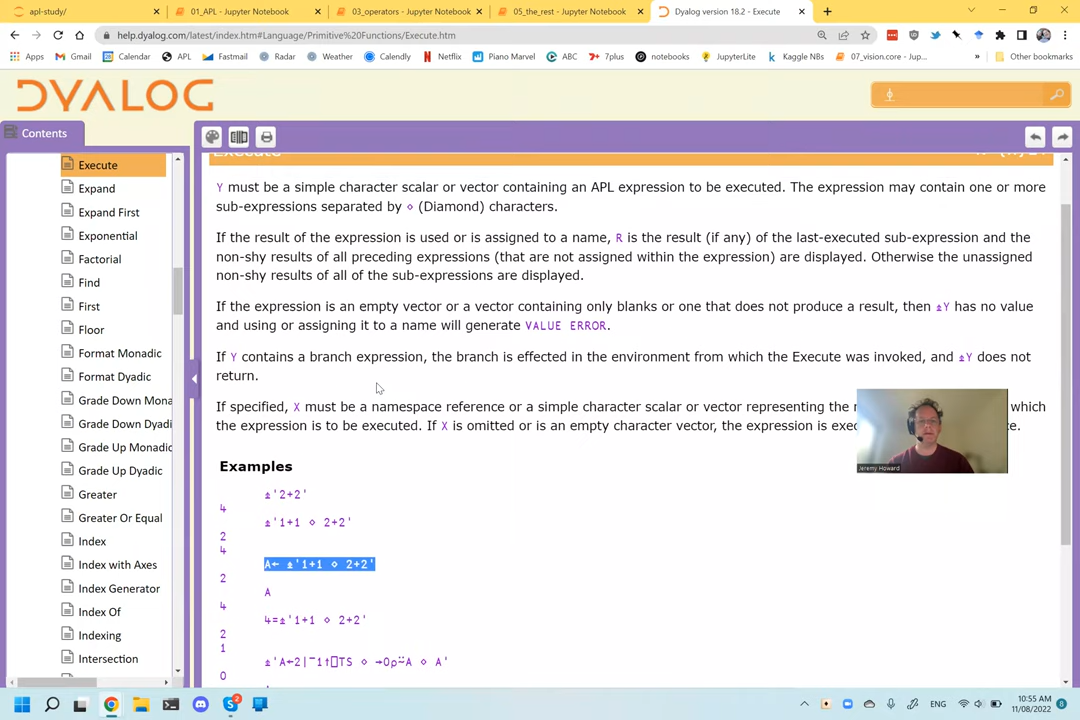 apl-study/
01_APL - Jupyter Notebook
03_operators - Jupyter Notebook
05_the_rest - Jupyter Notebook
Dyalog version 18.2 - Execute
help.dyalog.com/latest/index.htm#Language/Primitive%20Functions/Execute.htm
Apps
Gmail
Calendar
APL
Fastmail
Radar
Weather
Calendly
Netflix
Piano Marvel
ABC
7plus
notebooks
JupyterLite
Kaggle NBs
07_vision.core - Jup...
»
Other bookmarks
DYALOG
⍎
Contents
Execute
Expand
Expand First
Exponential
Factorial
Find
First
Floor
Format Monadic
Format Dyadic
Grade Down Mona
Grade Down Dyadi
Grade Up Monadic
Grade Up Dyadic
Greater
Greater Or Equal
Index
Index with Axes
Index Generator
Index Of
Indexing
Intersection
Execute
Y must be a simple character scalar or vector containing an APL expression to be executed. The expression may contain one or more
sub-expressions separated by ⋄ (Diamond) characters.
If the result of the expression is used or is assigned to a name, R is the result (if any) of the last-executed sub-expression and the
non-shy results of all preceding expressions (that are not assigned within the expression) are displayed. Otherwise the unassigned
non-shy results of all of the sub-expressions are displayed.
If the expression is an empty vector or a vector containing only blanks or one that does not produce a result, then ⍎Y has no value
and using or assigning it to a name will generate VALUE ERROR.
If Y contains a branch expression, the branch is effected in the environment from which the Execute was invoked, and ⍎Y does not
return.
If specified, X must be a namespace reference or a simple character scalar or vector representing the which
the expression is to be executed. If X is omitted or is an empty character vector, the expression is
Examples
⍎'2+2'
4
⍎'1+1 ⋄ 2+2'
2
4
A← ⍎'1+1 ⋄ 2+2'
2
A
4
4=⍎'1+1 ⋄ 2+2'
2
1
⍎'A←2|¯1↑⎕TS ⋄ →0⍴⍨A ⋄ A'
0
Jeremy Howard
ENG
10:55 AM
11/08/2022
8
2